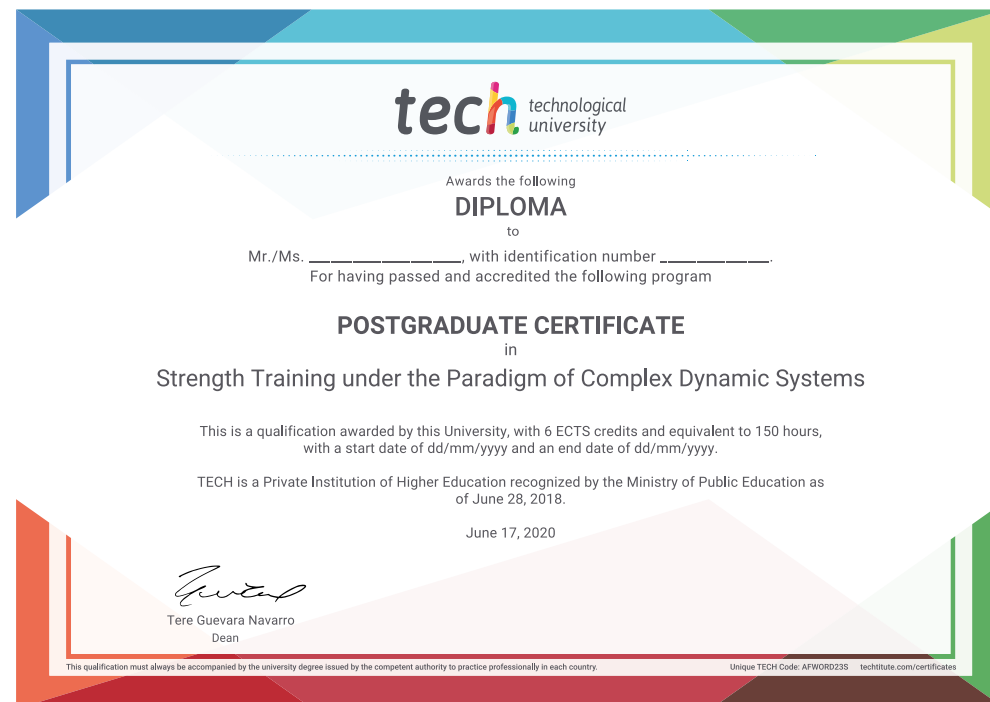 tech technological
university
Awards the following
DIPLOMA
to
Mr./Ms. ____________________, with identification number ______________.
For having passed and accredited the following program
POSTGRADUATE CERTIFICATE
in
Strength Training under the Paradigm of Complex Dynamic Systems
This is a qualification awarded by this University, with 6 ECTS credits and equivalent to 150 hours,
with a start date of dd/mm/yyyy and an end date of dd/mm/yyyy.
TECH is a Private Institution of Higher Education recognized by the Ministry of Public Education as
of June 28, 2018.
June 17, 2020
Tere Guevara Navarro
Dean
This qualification must always be accompanied by the university degree issued by the competent authority to practice professionally in each country.
Unique TECH Code: AFWORD23S techtitute.com/certificates